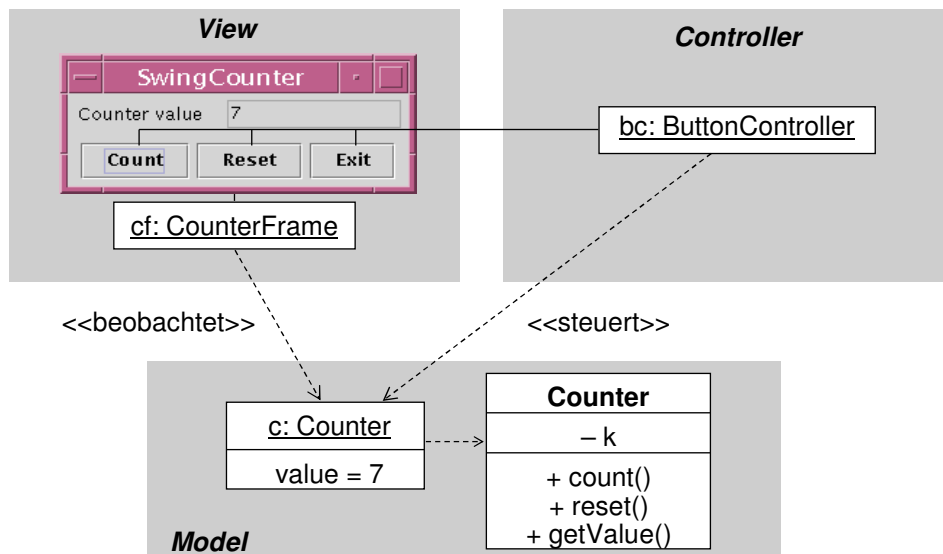 View
Controller
SwingCounter
Counter value 7
Count Reset Exit
bc: ButtonController
cf: CounterFrame
<<beobachtet>>
<<steuert>>
c: Counter
value = 7
Counter
– k
+ count()
+ reset()
+ getValue()
Model